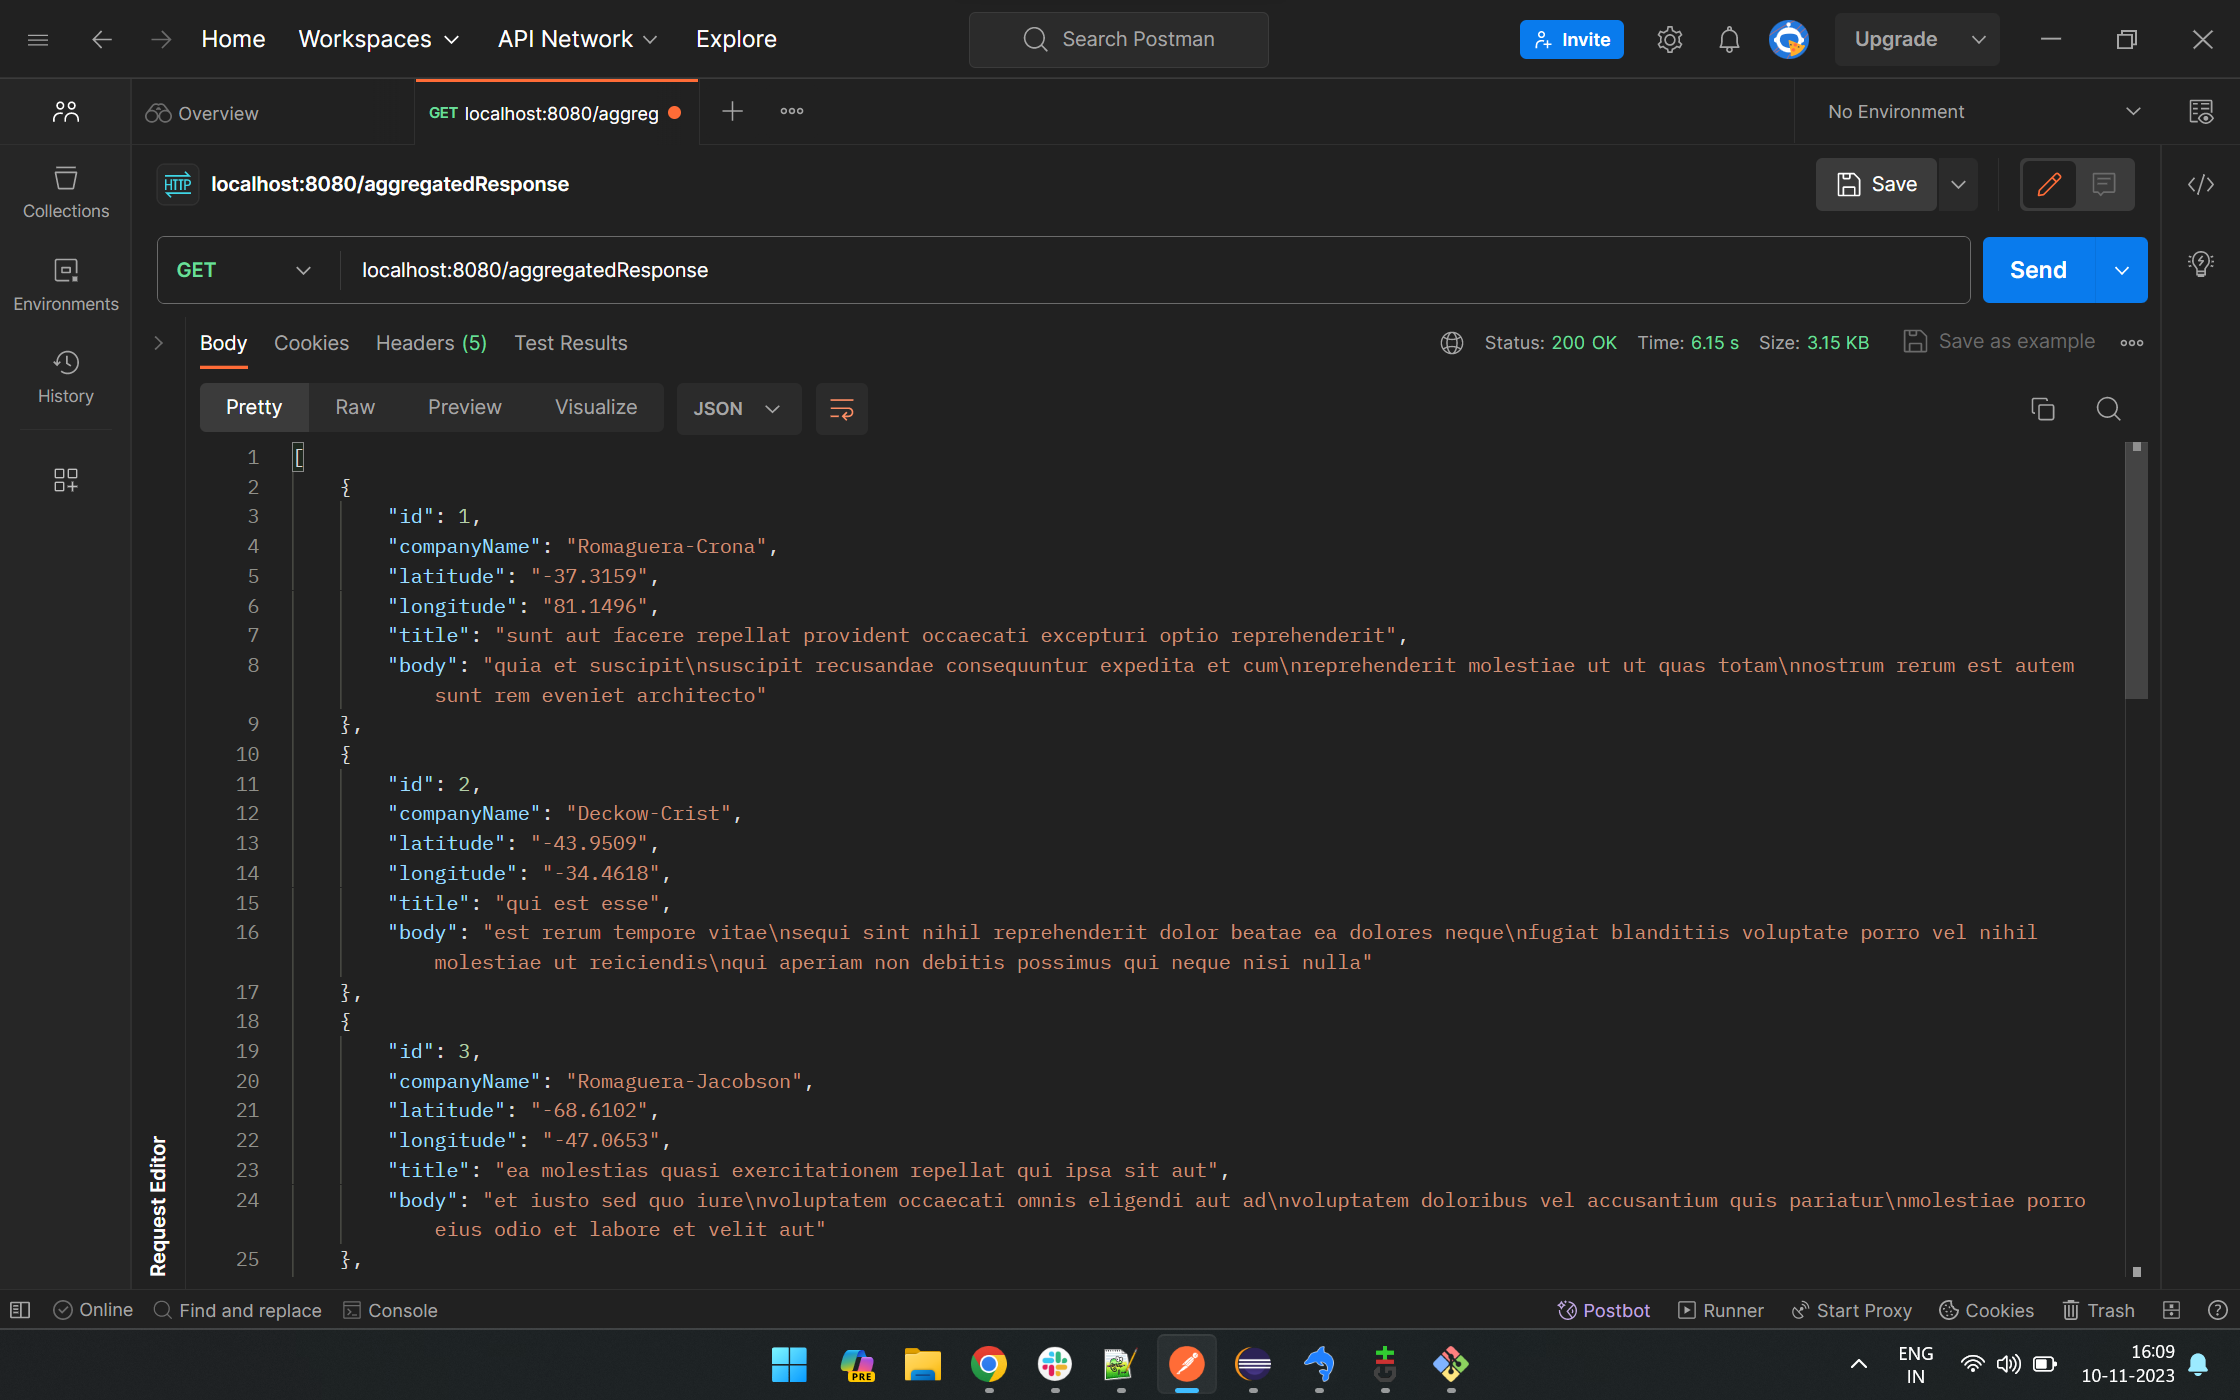 Home
Workspaces
API Network
Explore
Search Postman
Invite
Upgrade
Overview
GET localhost:8080/aggreg
No Environment
HTTP
localhost:8080/aggregatedResponse
Save
Collections
Environments
History
GET
localhost:8080/aggregatedResponse
Send
Body
Cookies
Headers (5)
Test Results
Status: 200 OK
Time: 6.15 s
Size: 3.15 KB
Save as example
Pretty
Raw
Preview
Visualize
JSON
1 [
2 {
3 "id": 1,
4 "companyName": "Romaguera-Crona",
5 "latitude": "-37.3159",
6 "longitude": "81.1496",
7 "title": "sunt aut facere repellat provident occaecati excepturi optio reprehenderit",
8 "body": "quia et suscipit\nsuscipit recusandae consequuntur expedita et cum\nreprehenderit molestiae ut ut quas totam\nnostrum rerum est autem
sunt rem eveniet architecto"
9 },
10 {
11 "id": 2,
12 "companyName": "Deckow-Crist",
13 "latitude": "-43.9509",
14 "longitude": "-34.4618",
15 "title": "qui est esse",
16 "body": "est rerum tempore vitae\nsequi sint nihil reprehenderit dolor beatae ea dolores neque\nfugiat blanditiis voluptate porro vel nihil
molestiae ut reiciendis\nqui aperiam non debitis possimus qui neque nisi nulla"
17 },
18 {
19 "id": 3,
20 "companyName": "Romaguera-Jacobson",
21 "latitude": "-68.6102",
22 "longitude": "-47.0653",
23 "title": "ea molestias quasi exercitationem repellat qui ipsa sit aut",
24 "body": "et iusto sed quo iure\nvoluptatem occaecati omnis eligendi aut ad\nvoluptatem doloribus vel accusantium quis pariatur\nmolestiae porro
eius odio et labore et velit aut"
25 },
Request Editor
Online
Find and replace
Console
Postbot
Runner
Start Proxy
Cookies
Trash
PRE
ENG
IN
16:09
10-11-2023